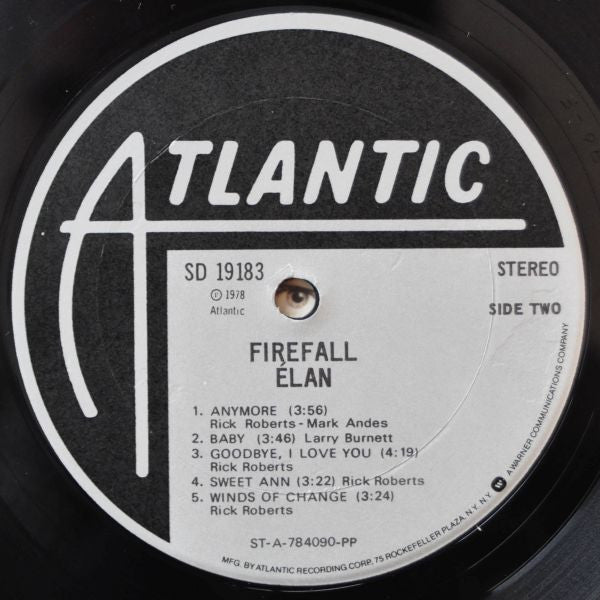 ATLANTIC
SD 19183
STEREO
℗ 1978
Atlantic
SIDE TWO
FIREFALL
ÉLAN
1. ANYMORE (3:56)
Rick Roberts - Mark Andes
2. BABY (3:46) Larry Burnett
3. GOODBYE, I LOVE YOU (4:19)
Rick Roberts
4. SWEET ANN (3:22) Rick Roberts
5. WINDS OF CHANGE (3:24)
Rick Roberts
ST-A-784090-PP
MFG. BY ATLANTIC RECORDING CORP., 75 ROCKEFELLER PLAZA, N.Y. N.Y. W A WARNER COMMUNICATIONS COMPANY